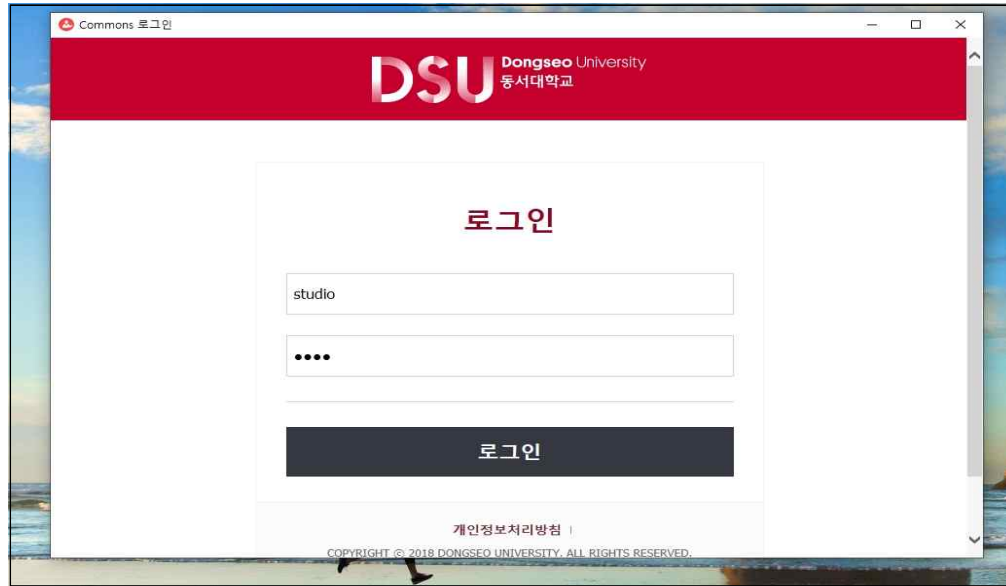 Commons 로그인
DSU Dongseo University
동서대학교
로그인
studio
••••
로그인
개인정보처리방침 |
COPYRIGHT ⓒ 2018 DONGSEO UNIVERSITY. ALL RIGHTS RESERVED.